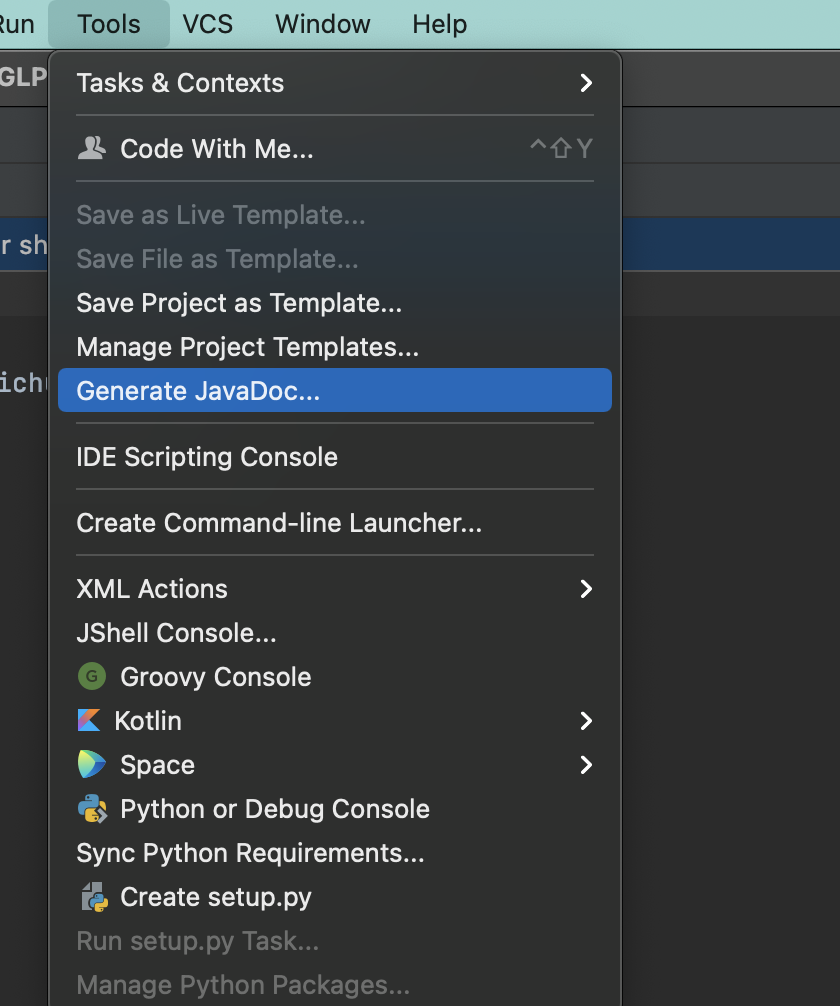 Run Tools VCS Window Help
GLP
Tasks & Contexts
Code With Me... ^⇧Y
Save as Live Template...
r sh
Save File as Template...
Save Project as Template...
Manage Project Templates...
Generate JavaDoc...
IDE Scripting Console
Create Command-line Launcher...
XML Actions
JShell Console...
G Groovy Console
Kotlin
Space
Python or Debug Console
Sync Python Requirements...
Create setup.py
Run setup.py Task...
Manage Python Packages...